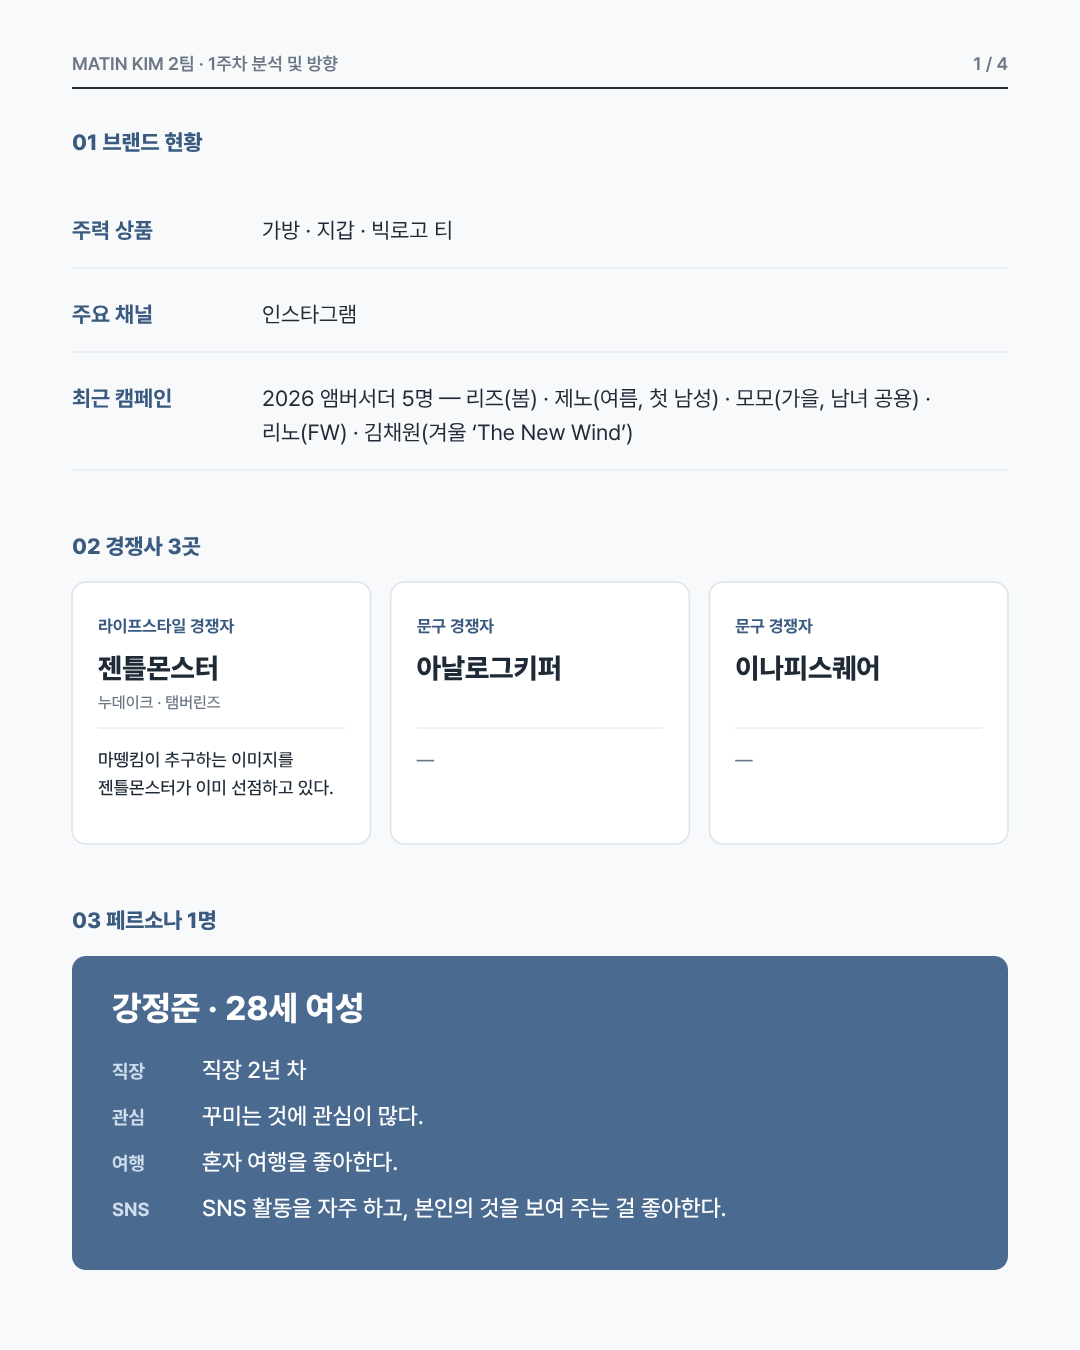 MATIN KIM 2팀 · 1주차 분석 및 방향
1 / 4
01 브랜드 현황
주력 상품
가방 · 지갑 · 빅로고 티
주요 채널
인스타그램
최근 캠페인
2026 앰버서더 5명 — 리즈(봄) · 제노(여름, 첫 남성) · 모모(가을, 남녀 공용) ·
리노(FW) · 김채원(겨울 ‘The New Wind’)
02 경쟁사 3곳
라이프스타일 경쟁자
젠틀몬스터
누데이크 · 탬버린즈
마뗑킴이 추구하는 이미지를
젠틀몬스터가 이미 선점하고 있다.
문구 경쟁자
아날로그키퍼
—
문구 경쟁자
이나피스퀘어
—
03 페르소나 1명
강정준 · 28세 여성
직장
직장 2년 차
관심
꾸미는 것에 관심이 많다.
여행
혼자 여행을 좋아한다.
SNS
SNS 활동을 자주 하고, 본인의 것을 보여 주는 걸 좋아한다.